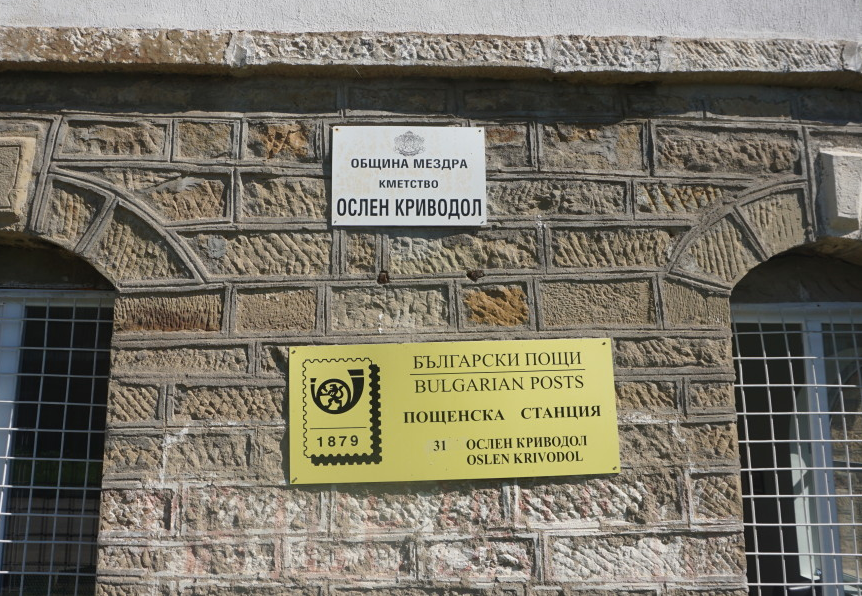 ОБЩИНА МЕЗДРА
КМЕТСТВО
ОСЛЕН КРИВОДОЛ
БЪЛГАРСКИ ПОЩИ
BULGARIAN POSTS
1879
ПОЩЕНСКА СТАНЦИЯ
31 ОСЛЕН КРИВОДОЛ
OSLEN KRIVODOL